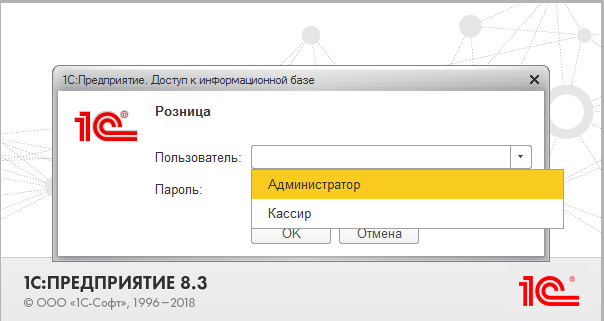 1С:Предприятие. Доступ к информационной базе
1С®
Розница
Пользователь:
Администратор
Кассир
Пароль:
OK
Отмена
1С:ПРЕДПРИЯТИЕ 8.3
© ООО «1С-Софт», 1996–2018
1С®